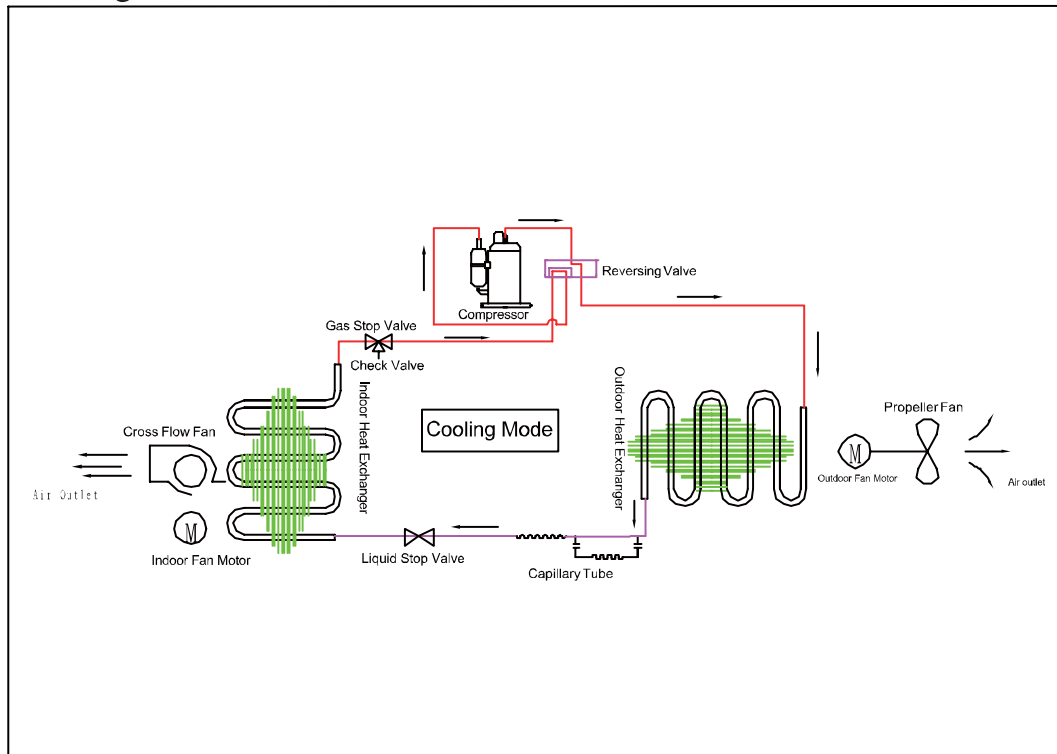 Reversing Valve
Compressor
Gas Stop Valve
Check Valve
Indoor Heat Exchanger
Outdoor Heat Exchanger
Cooling Mode
Propeller Fan
Cross Flow Fan
M
Outdoor Fan Motor
Air outlet
Air Outlet
M
Indoor Fan Motor
Liquid Stop Valve
Capillary Tube